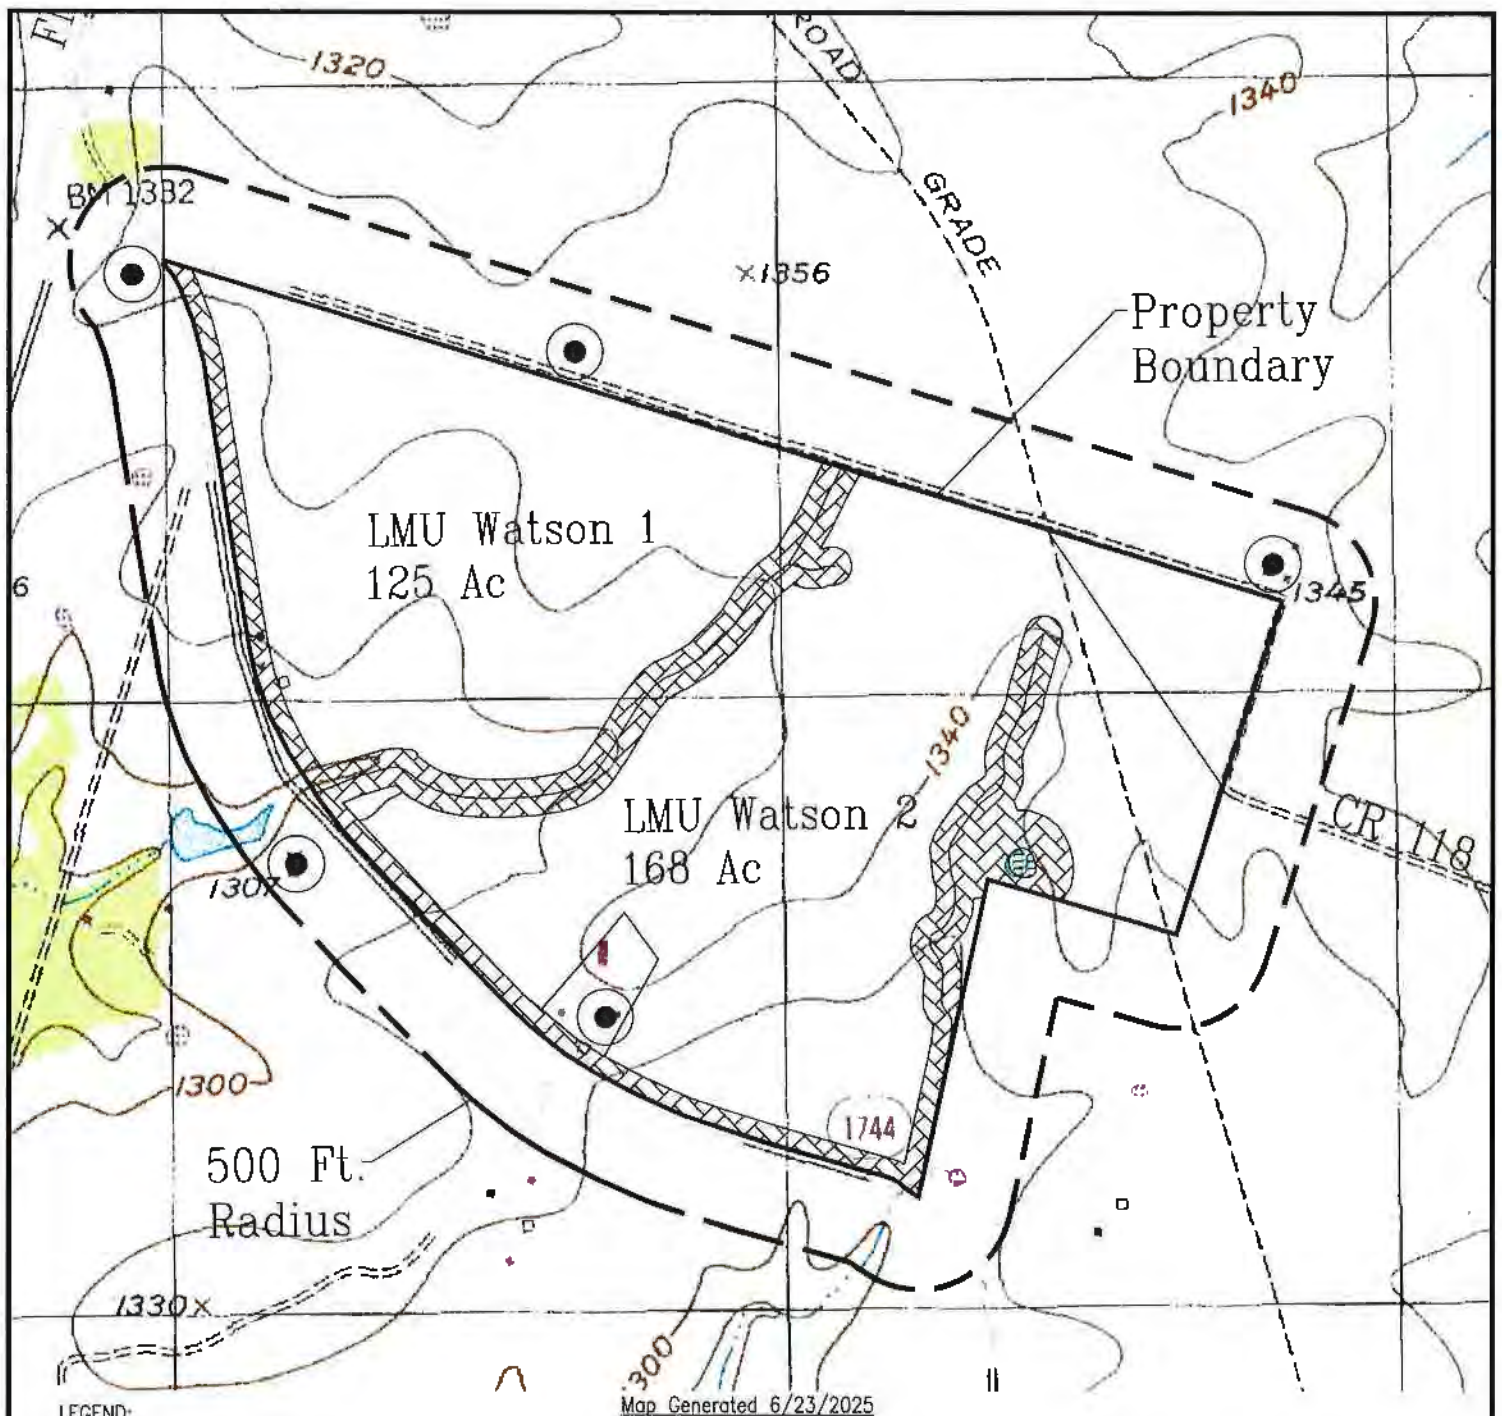 1320
ROAD
1340
BM 1332
GRADE
×1356
Property
Boundary
LMU Watson 1
125 Ac
6
1345
1340
LMU Watson 2
168 Ac
CR 118
1307
1300
1744
500 Ft.
Radius
1330×
1300
Map Generated 6/23/2025
LEGEND: